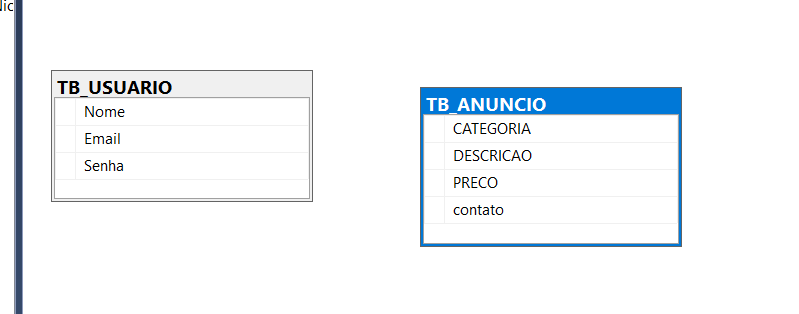 TB_USUARIO
Nome
Email
Senha
TB_ANUNCIO
CATEGORIA
DESCRICAO
PRECO
contato